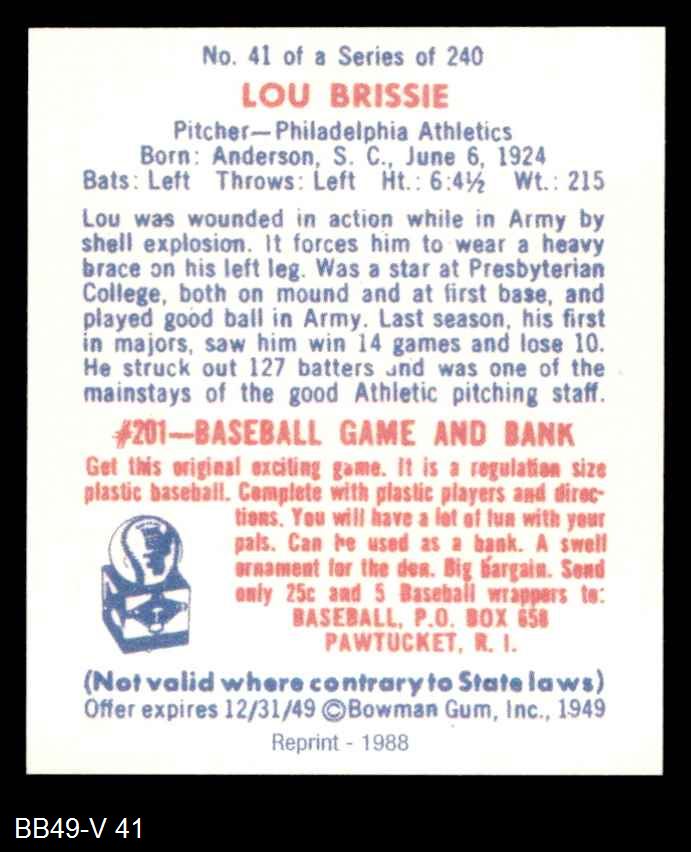 No. 41 of a Series of 240
LOU BRISSIE
Pitcher—Philadelphia Athletics
Born: Anderson, S. C., June 6, 1924
Bats: Left Throws: Left Ht.: 6:4½ Wt.: 215
Lou was wounded in action while in Army by
shell explosion. It forces him to wear a heavy
brace on his left leg. Was a star at Presbyterian
College, both on mound and at first base, and
played good ball in Army. Last season, his first
in majors, saw him win 14 games and lose 10.
He struck out 127 batters and was one of the
mainstays of the good Athletic pitching staff.
#201—BASEBALL GAME AND BANK
Get this original exciting game. It is a regulation size
plastic baseball. Complete with plastic players and direc-
tions. You will have a lot of fun with your
pals. Can be used as a bank. A swell
ornament for the den. Big Bargain. Send
only 25c and 5 Baseball wrappers to:
BASEBALL, P.O. BOX 658
PAWTUCKET, R. I.
(Not valid where contrary to State laws)
Offer expires 12/31/49 ©Bowman Gum, Inc., 1949
Reprint - 1988
BB49-V 41